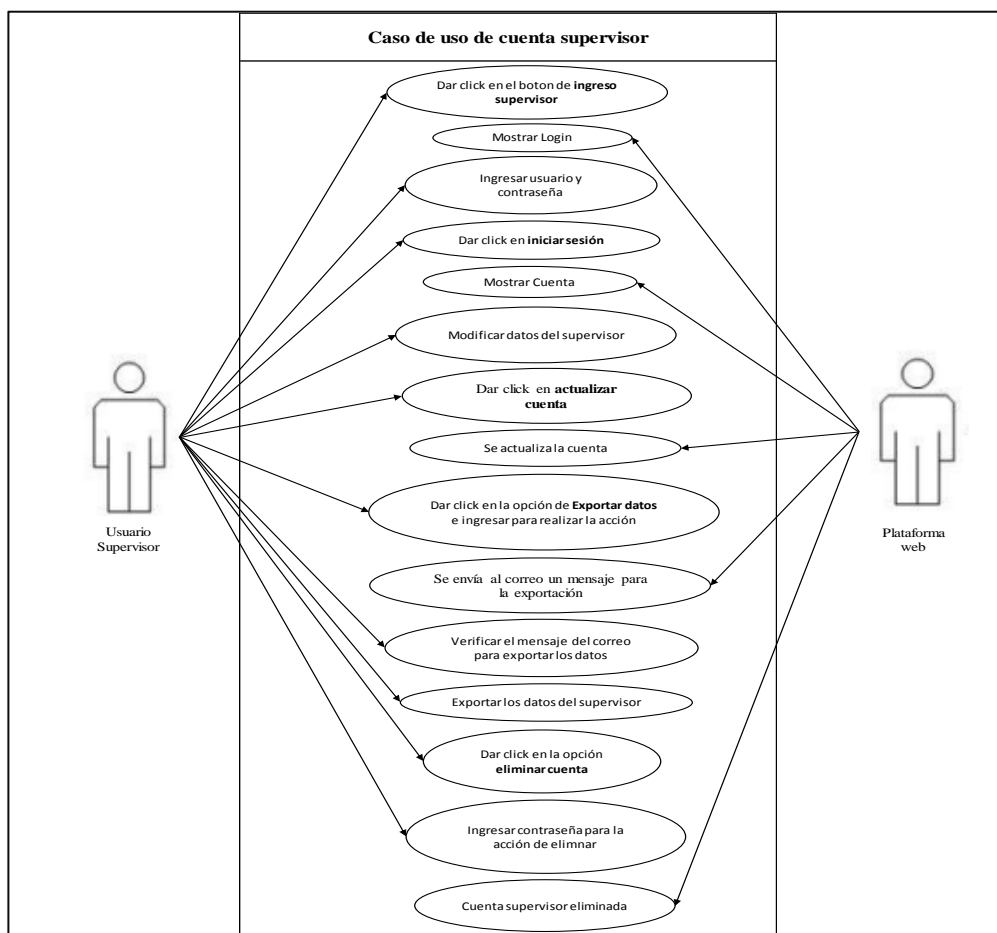 Caso de uso de cuenta supervisor
Dar click en el boton de ingreso
supervisor
Mostrar Login
Ingresar usuario y
contraseña
Dar click en iniciar sesión
Mostrar Cuenta
Modificar datos del supervisor
Dar click en actualizar
cuenta
Se actualiza la cuenta
Dar click en la opción de Exportar datos
e ingresar para realizar la acción
Se envía al correo un mensaje para
la exportación
Verificar el mensaje del correo
para exportar los datos
Exportar los datos del supervisor
Dar click en la opción
eliminar cuenta
Ingresar contraseña para la
acción de elimnar
Cuenta supervisor eliminada
Usuario
Supervisor
Plataforma
web